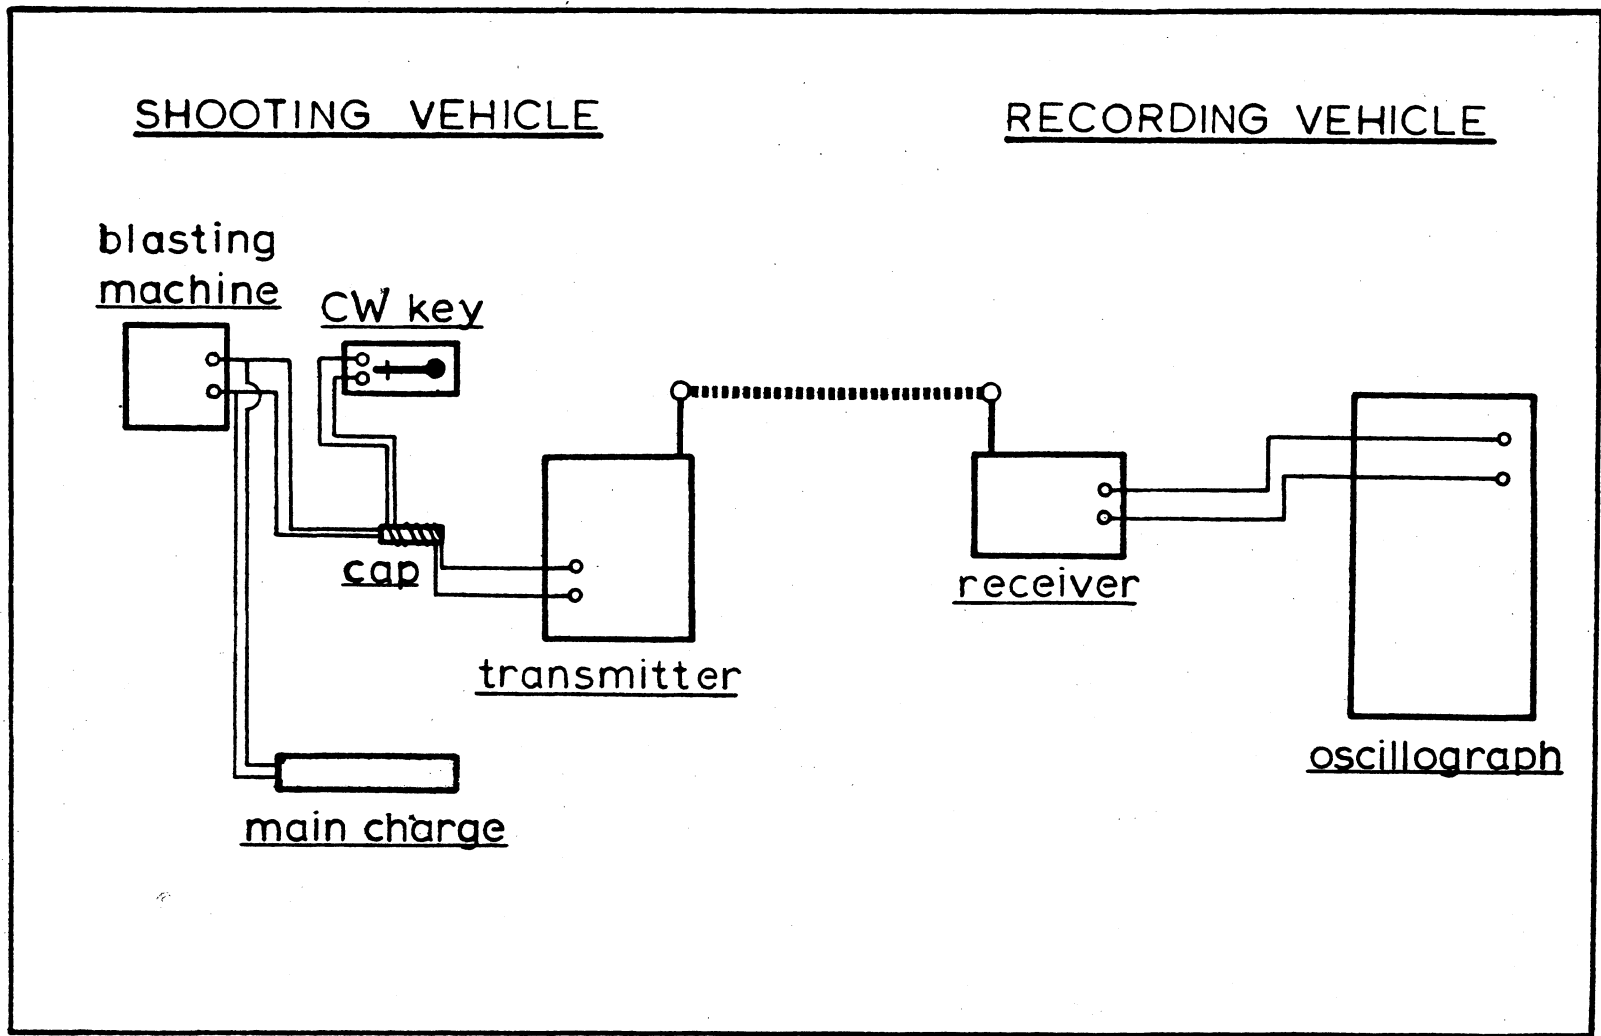 SHOOTING VEHICLE
RECORDING VEHICLE
blasting
machine
CW key
cap
transmitter
receiver
main charge
oscillograph